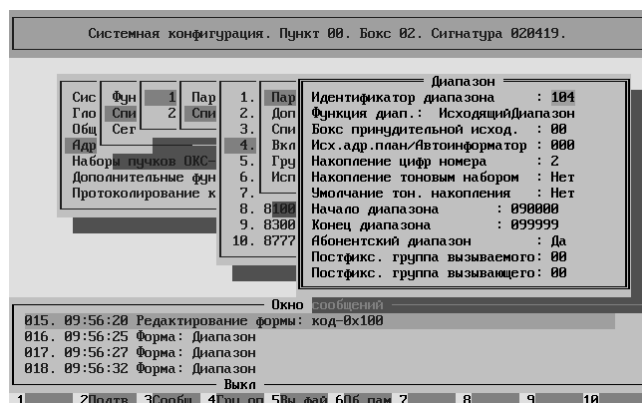 Системная конфигурация. Пункт 00. Бокс 02. Сигнатура 020419.
Сис
Гло
Общ
Адр
Наборы пучков ОКС-
Дополнительные фун
Протоколирование к
Фун
Спи
Сег
1
2
Пар
Спи
1. Пар
2. Доп
3. Спи
4. Вкл
5. Гру
6. Исп
7.
8. 8100
9. 8300
10. 8777
Диапазон
Идентификатор диапазона : 104
Функция диап.: ИсходящийДиапазон
Бокс принудительной исход. : 00
Исх.адр.план/Автоинформатор : 000
Накопление цифр номера : 2
Накопление тоновым набором : Нет
Умолчание тон. накопления : Нет
Начало диапазона : 090000
Конец диапазона : 099999
Абонентский диапазон : Да
Постфикс. группа вызываемого: 00
Постфикс. группа вызывающего: 00
Окно сообщений
015. 09:56:20 Редактирование формы: код-0x100
016. 09:56:25 Форма: Диапазон
017. 09:56:27 Форма: Диапазон
018. 09:56:32 Форма: Диапазон
Выкл
1 2Подтв 3Сообщ 4Гру оп 5Вы фай 6Об пам 7 8 9 10